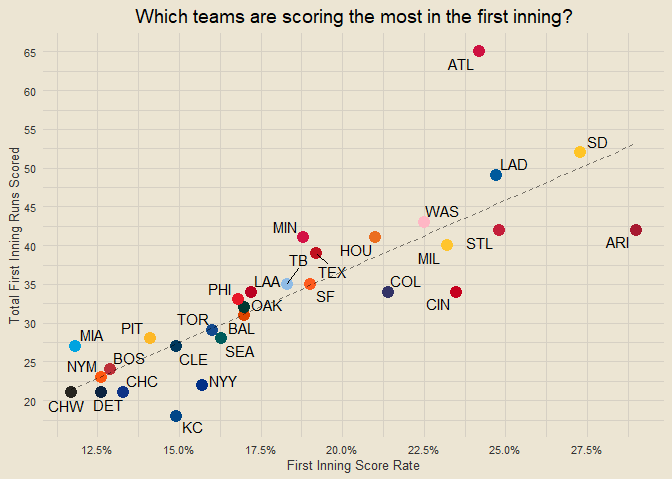 Which teams are scoring the most in the first inning?
Total First Inning Runs Scored
65
60
55
50
45
40
35
30
25
20
ATL
SD
LAD
WAS
MIN
HOU
STL
ARI
MIL
TB
TEX
LAA
COL
PHI
SF
CIN
OAK
TOR
BAL
PIT
MIA
SEA
BOS
CLE
NYM
CHC
NYY
CHW
DET
KC
12.5%
15.0%
17.5%
20.0%
22.5%
25.0%
27.5%
First Inning Score Rate